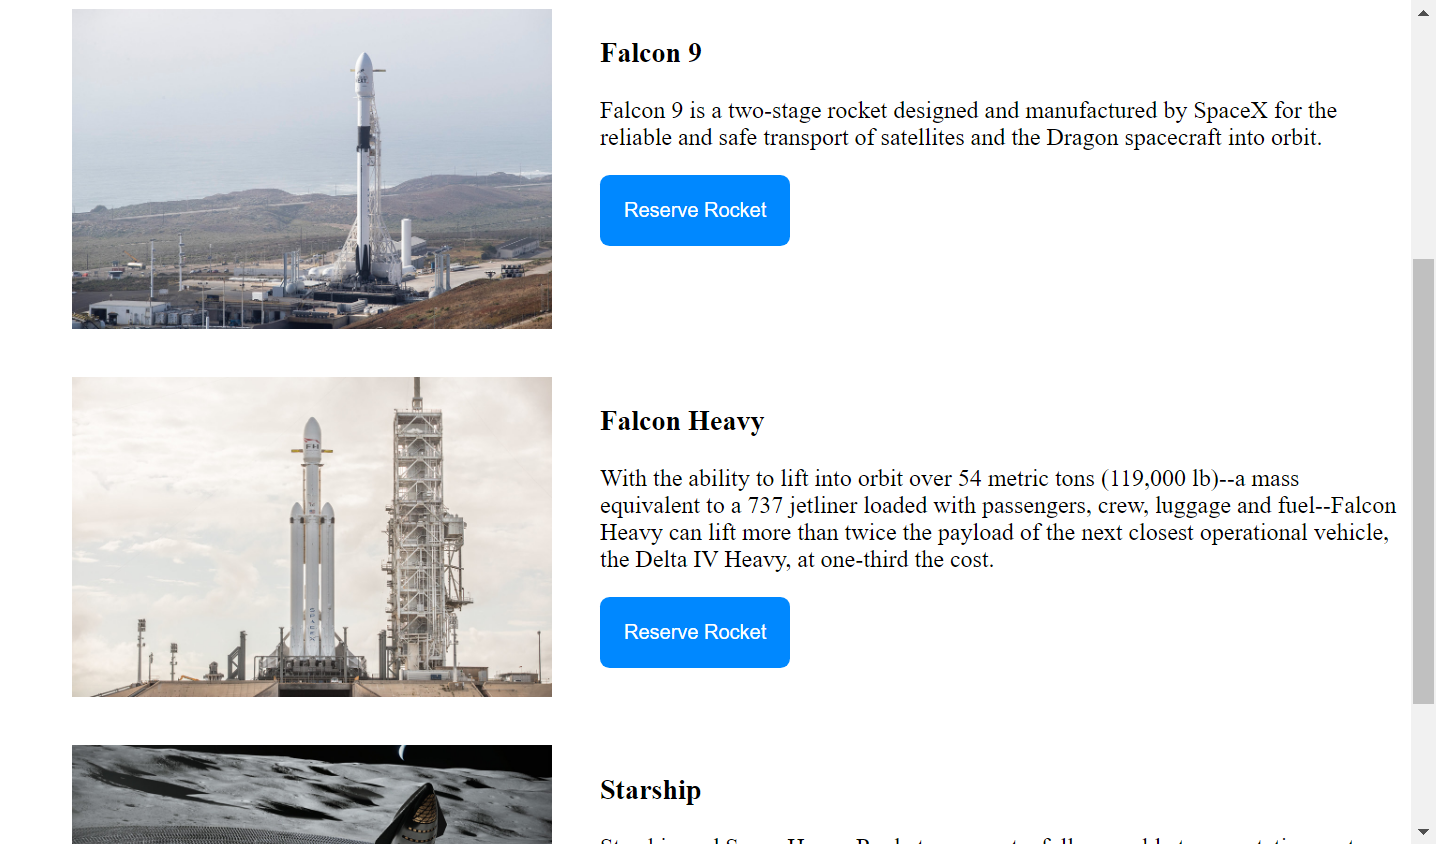 Falcon 9
Falcon 9 is a two-stage rocket designed and manufactured by SpaceX for the
reliable and safe transport of satellites and the Dragon spacecraft into orbit.
Reserve Rocket
FH
SPACEX
Falcon Heavy
With the ability to lift into orbit over 54 metric tons (119,000 lb)--a mass
equivalent to a 737 jetliner loaded with passengers, crew, luggage and fuel--Falcon
Heavy can lift more than twice the payload of the next closest operational vehicle,
the Delta IV Heavy, at one-third the cost.
Reserve Rocket
Starship